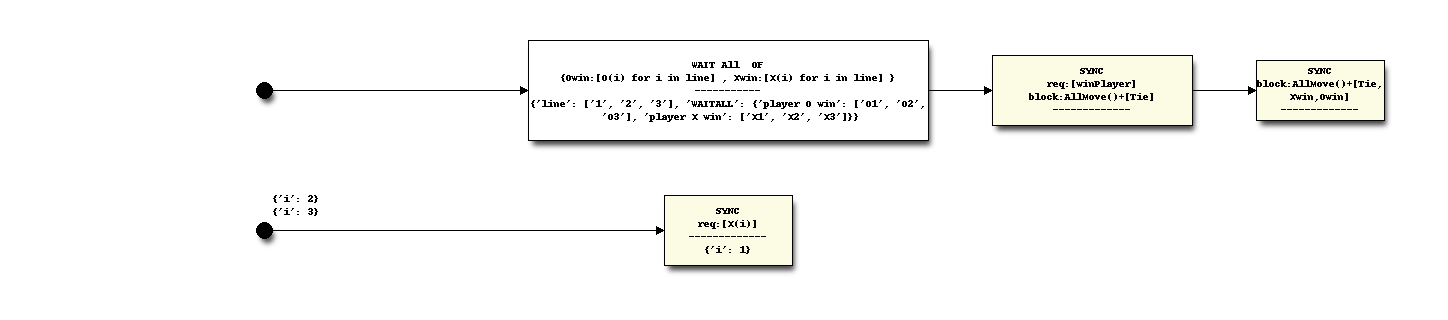 WAIT All OF
{Owin:[O(i) for i in line] , Xwin:[X(i) for i in line] }
-----------
{'line': ['1', '2', '3'], 'WAITALL': {'player O win': ['O1', 'O2',
'O3'], 'player X win': ['X1', 'X2', 'X3']}}
SYNC
req:[winPlayer]
block:AllMove()+[Tie]
-------------
SYNC
block:AllMove()+[Tie,
Xwin,Owin]
-------------
{'i': 2}
{'i': 3}
SYNC
req:[X(i)]
-------------
{'i': 1}